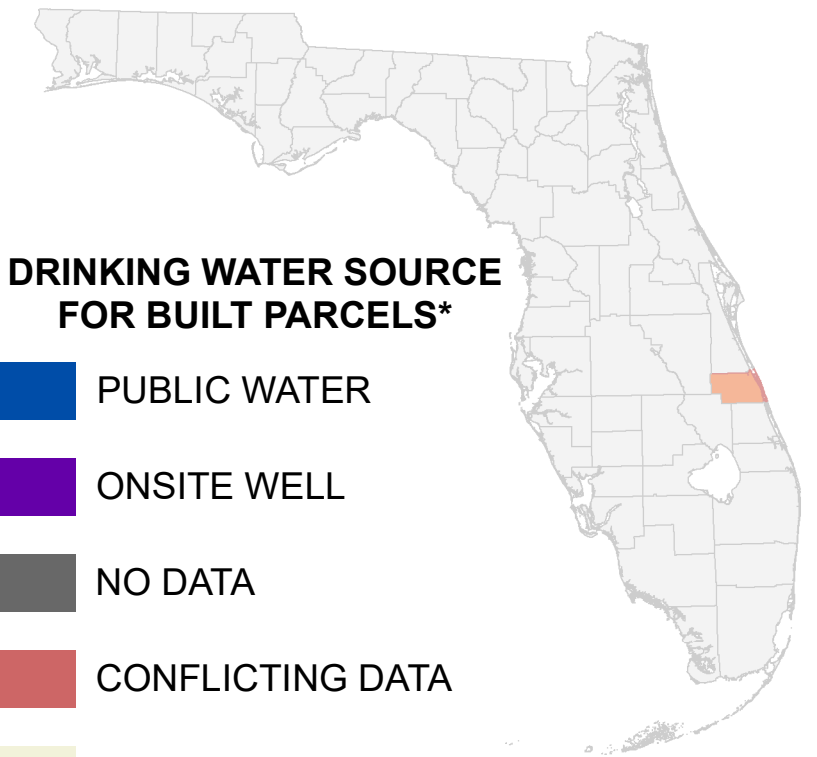 DRINKING WATER SOURCE
FOR BUILT PARCELS*
PUBLIC WATER
ONSITE WELL
NO DATA
CONFLICTING DATA